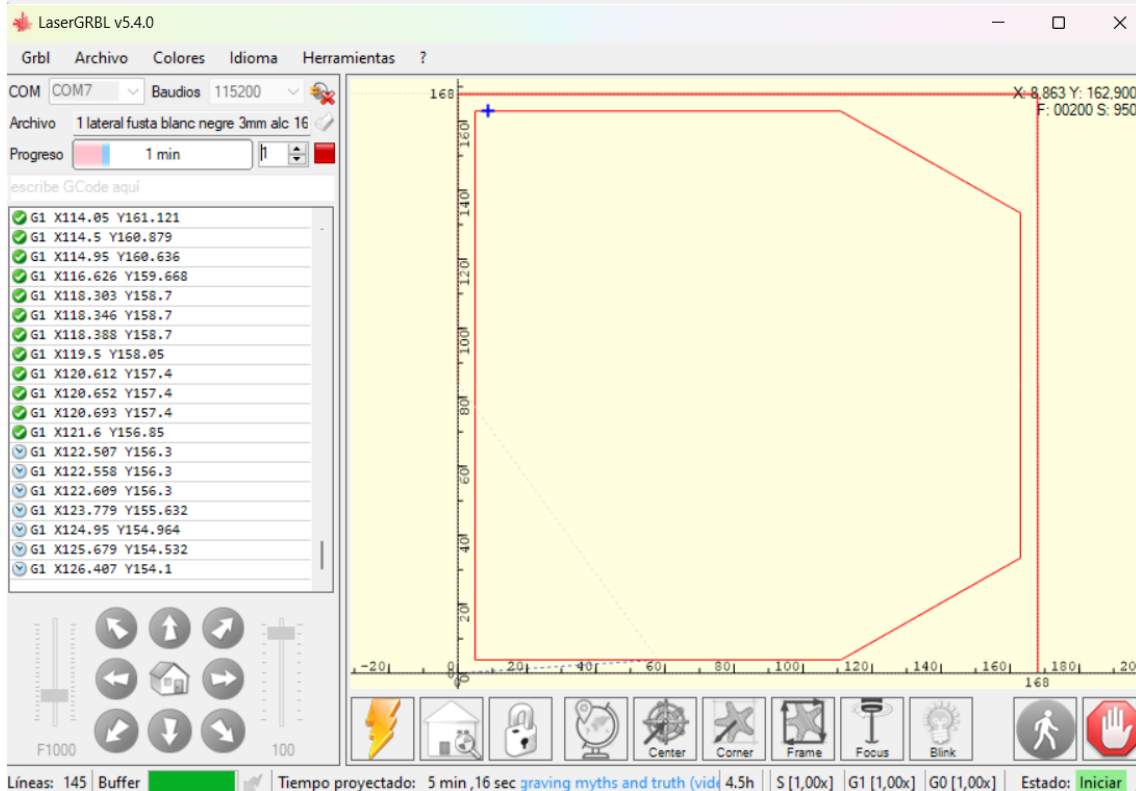 LaserGRBL v5.4.0
Grbl Archivo Colores Idioma Herramientas ?
COM COM7 Baudios 115200
Archivo 1 lateral fusta blanc negre 3mm alc 16
Progreso 1 min 1
escribe GCode aquí
G1 X114.05 Y161.121
G1 X114.5 Y160.879
G1 X114.95 Y160.636
G1 X116.626 Y159.668
G1 X118.303 Y158.7
G1 X118.346 Y158.7
G1 X118.388 Y158.7
G1 X119.5 Y158.05
G1 X120.612 Y157.4
G1 X120.652 Y157.4
G1 X120.693 Y157.4
G1 X121.6 Y156.85
G1 X122.507 Y156.3
G1 X122.558 Y156.3
G1 X122.609 Y156.3
G1 X123.779 Y155.632
G1 X124.95 Y154.964
G1 X125.679 Y154.532
G1 X126.407 Y154.1
F1000 100
168
X: 8,863 Y: 162,900
F: 00200 S: 950
160
140
120
100
80
60
40
20
0
-20 0 20 40 60 80 100 120 140 160 180 20
168
Center Corner Frame Focus Blink
Líneas: 145 Buffer Tiempo proyectado: 5 min ,16 sec graving myths and truth (vide 4.5h S [1,00x] G1 [1,00x] G0 [1,00x] Estado: Iniciar